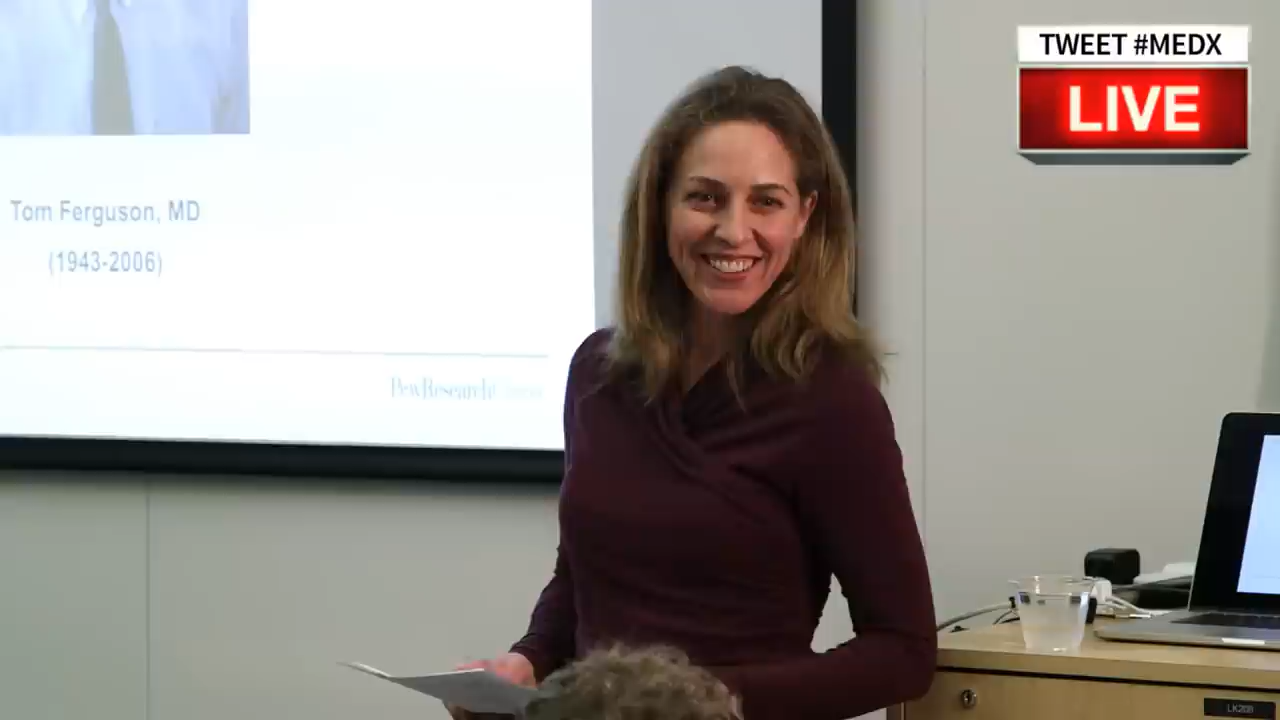 TWEET #MEDX
LIVE
Tom Ferguson, MD
(1943-2006)
PewResearchCenter